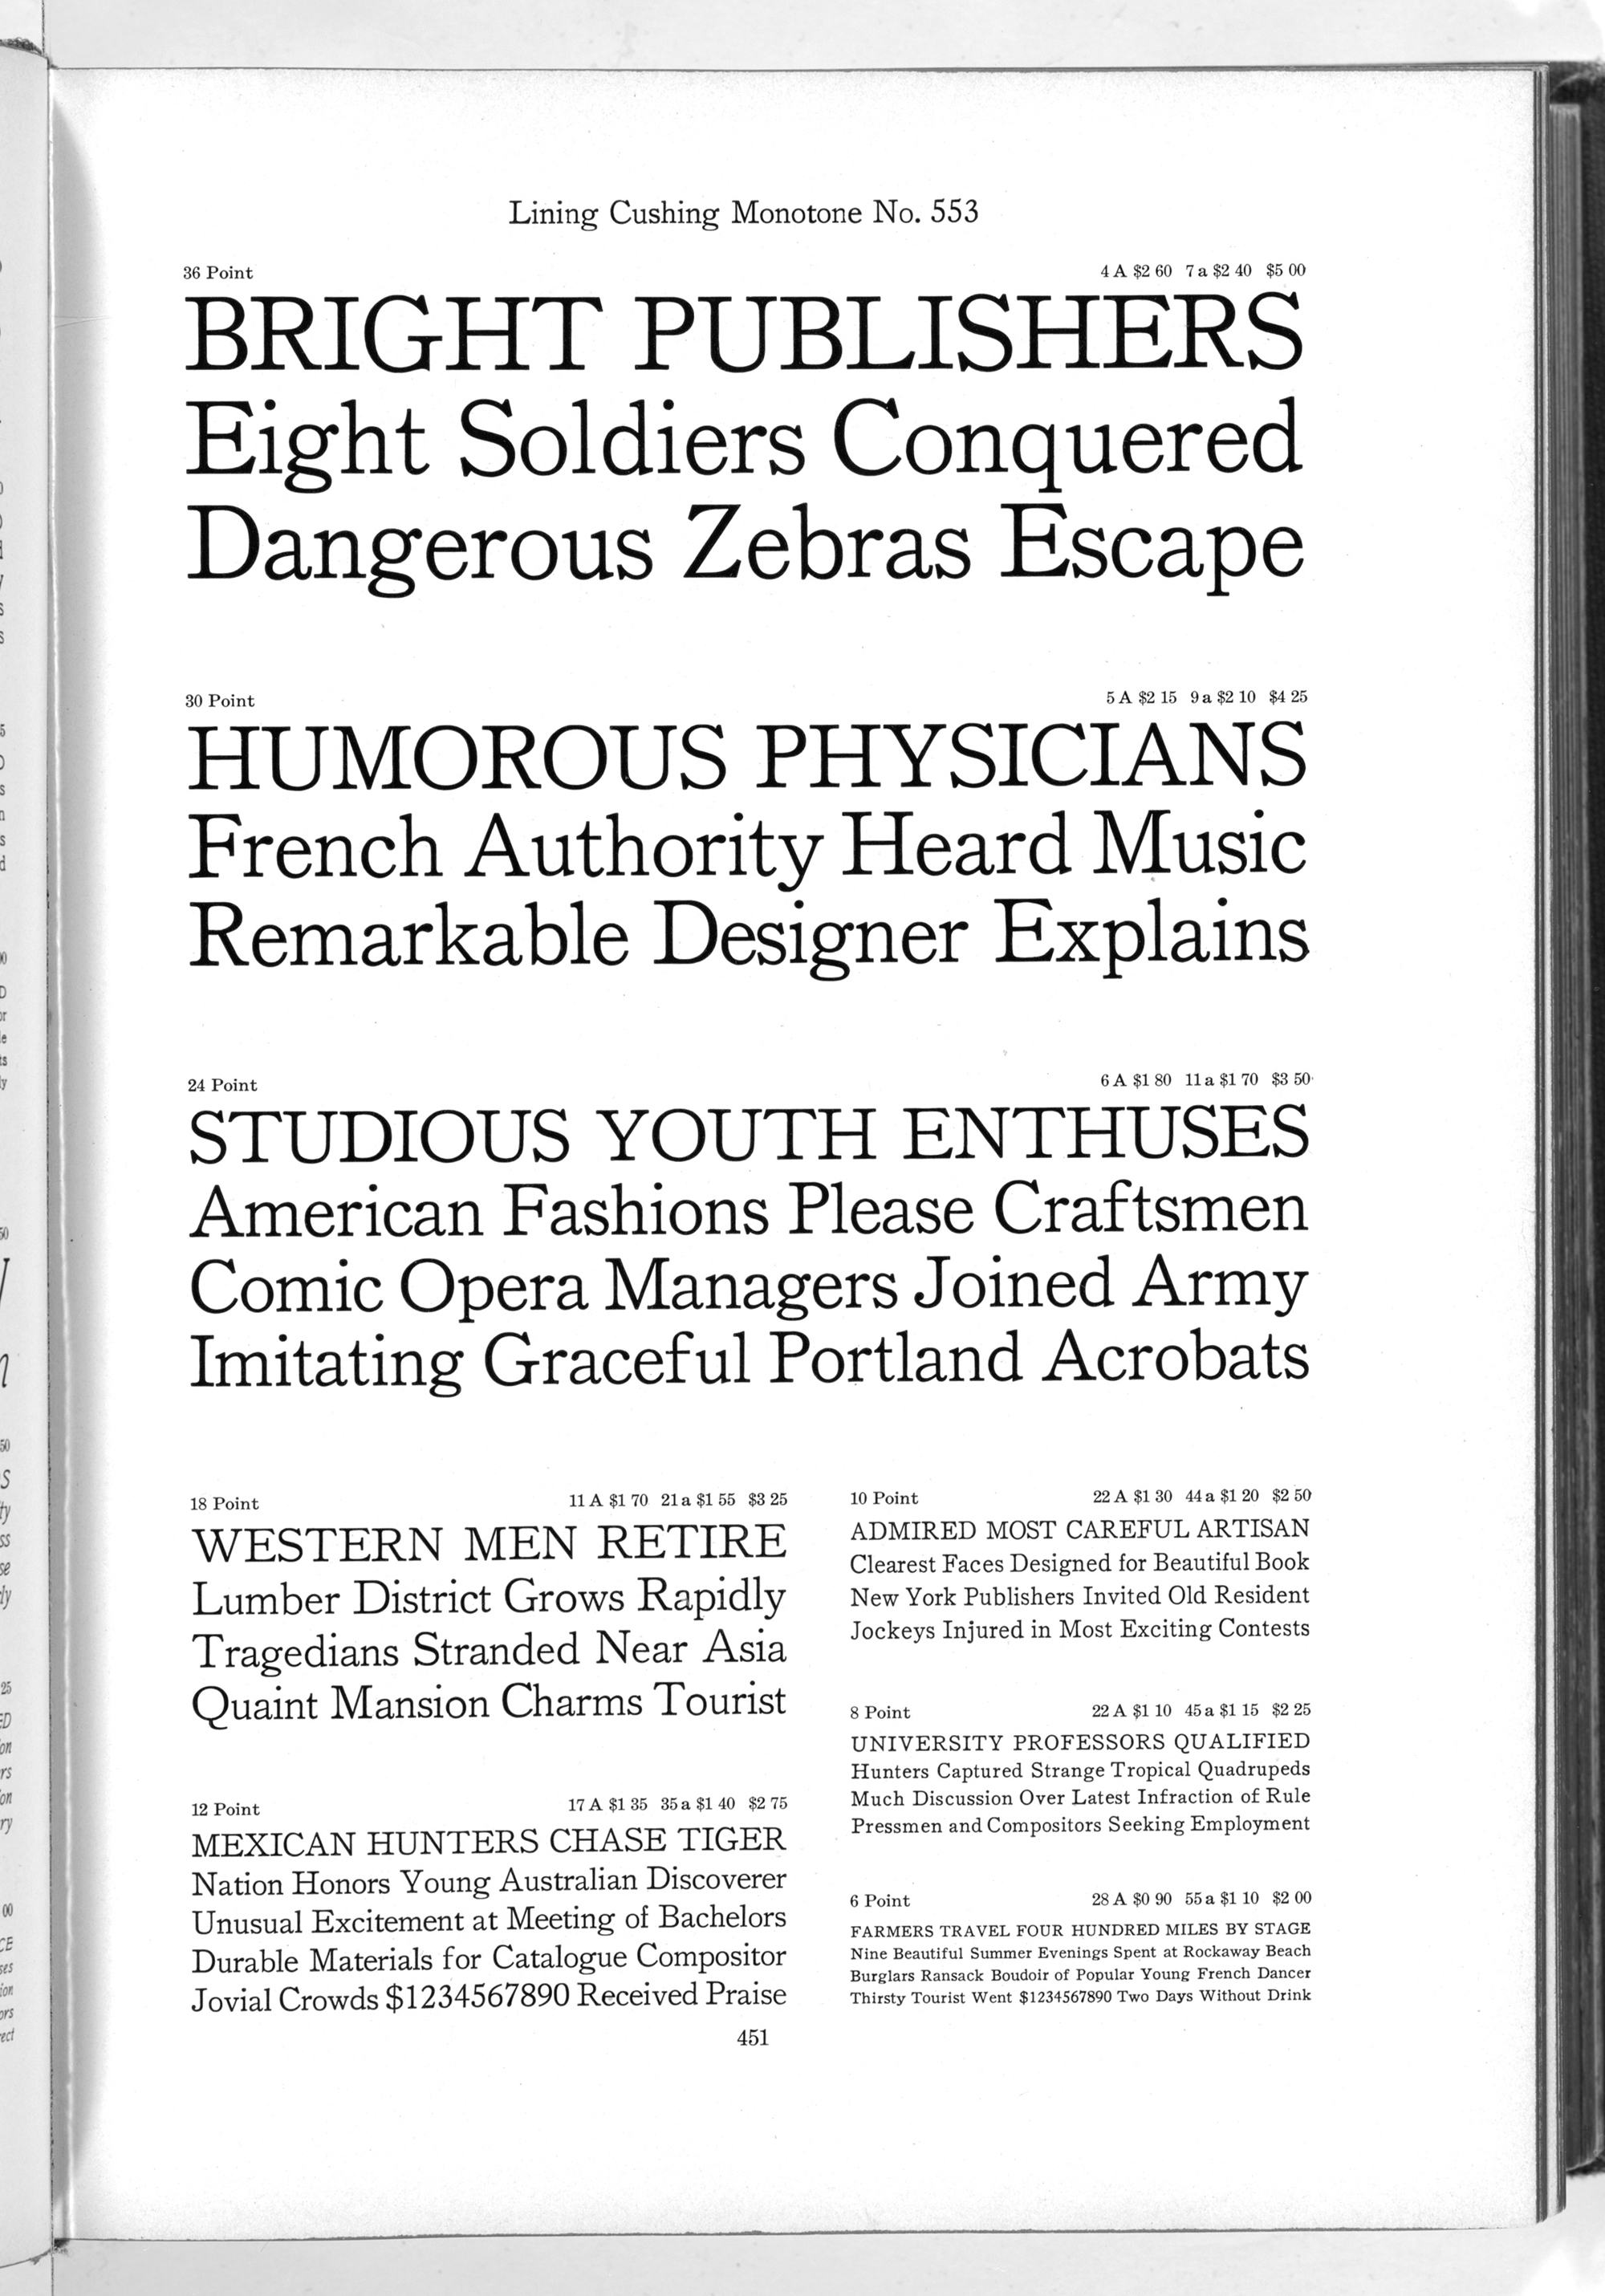 Lining Cushing Monotone No. 553
36 Point 4 A $2 60 7 a $2 40 $5 00
BRIGHT PUBLISHERS
Eight Soldiers Conquered
Dangerous Zebras Escape
30 Point 5 A $2 15 9 a $2 10 $4 25
HUMOROUS PHYSICIANS
French Authority Heard Music
Remarkable Designer Explains
24 Point 6 A $1 80 11 a $1 70 $3 50
STUDIOUS YOUTH ENTHUSES
American Fashions Please Craftsmen
Comic Opera Managers Joined Army
Imitating Graceful Portland Acrobats
18 Point 11 A $1 70 21 a $1 55 $3 25
WESTERN MEN RETIRE
Lumber District Grows Rapidly
Tragedians Stranded Near Asia
Quaint Mansion Charms Tourist
12 Point 17 A $1 35 35 a $1 40 $2 75
MEXICAN HUNTERS CHASE TIGER
Nation Honors Young Australian Discoverer
Unusual Excitement at Meeting of Bachelors
Durable Materials for Catalogue Compositor
Jovial Crowds $1234567890 Received Praise
10 Point 22 A $1 30 44 a $1 20 $2 50
ADMIRED MOST CAREFUL ARTISAN
Clearest Faces Designed for Beautiful Book
New York Publishers Invited Old Resident
Jockeys Injured in Most Exciting Contests
8 Point 22 A $1 10 45 a $1 15 $2 25
UNIVERSITY PROFESSORS QUALIFIED
Hunters Captured Strange Tropical Quadrupeds
Much Discussion Over Latest Infraction of Rule
Pressmen and Compositors Seeking Employment
6 Point 28 A $0 90 55 a $1 10 $2 00
FARMERS TRAVEL FOUR HUNDRED MILES BY STAGE
Nine Beautiful Summer Evenings Spent at Rockaway Beach
Burglars Ransack Boudoir of Popular Young French Dancer
Thirsty Tourist Went $1234567890 Two Days Without Drink
451